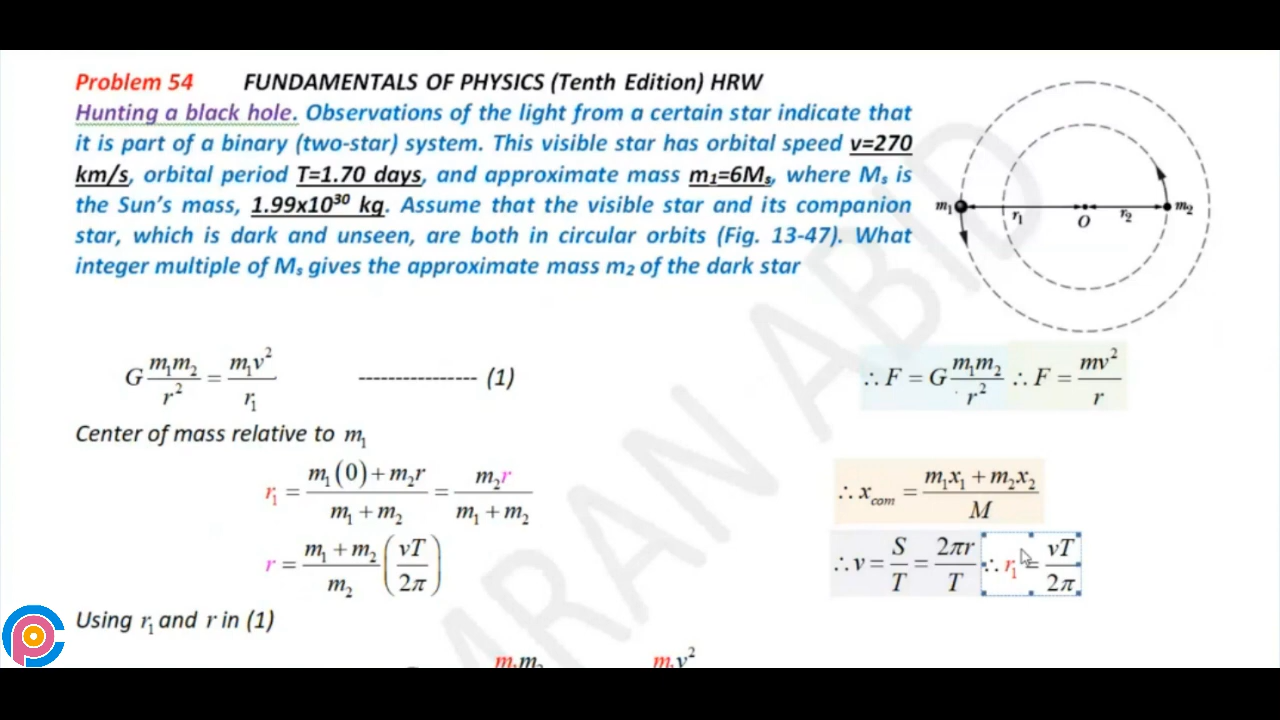 Problem 54 FUNDAMENTALS OF PHYSICS (Tenth Edition) HRW
Hunting a black hole. Observations of the light from a certain star indicate that
it is part of a binary (two-star) system. This visible star has orbital speed v=270
km/s, orbital period T=1.70 days, and approximate mass m₁=6Mₛ, where Mₛ is
the Sun's mass, 1.99x10³⁰ kg. Assume that the visible star and its companion
star, which is dark and unseen, are both in circular orbits (Fig. 13-47). What
integer multiple of Mₛ gives the approximate mass m₂ of the dark star
m₁ r₁ O r₂ m₂
G m₁m₂/r² = m₁v²/r₁ ---------------- (1)
∴ F = G m₁m₂/r² ∴ F = mv²/r
Center of mass relative to m₁
r₁ = (m₁(0)+m₂r)/(m₁+m₂) = m₂r/(m₁+m₂)
∴ x_com = (m₁x₁+m₂x₂)/M
r = (m₁+m₂)/m₂ (vT/2π)
∴ v = S/T = 2πr/T ∴ r₁ = vT/2π
Using r₁ and r in (1)
m₁v²
ARAN ABID